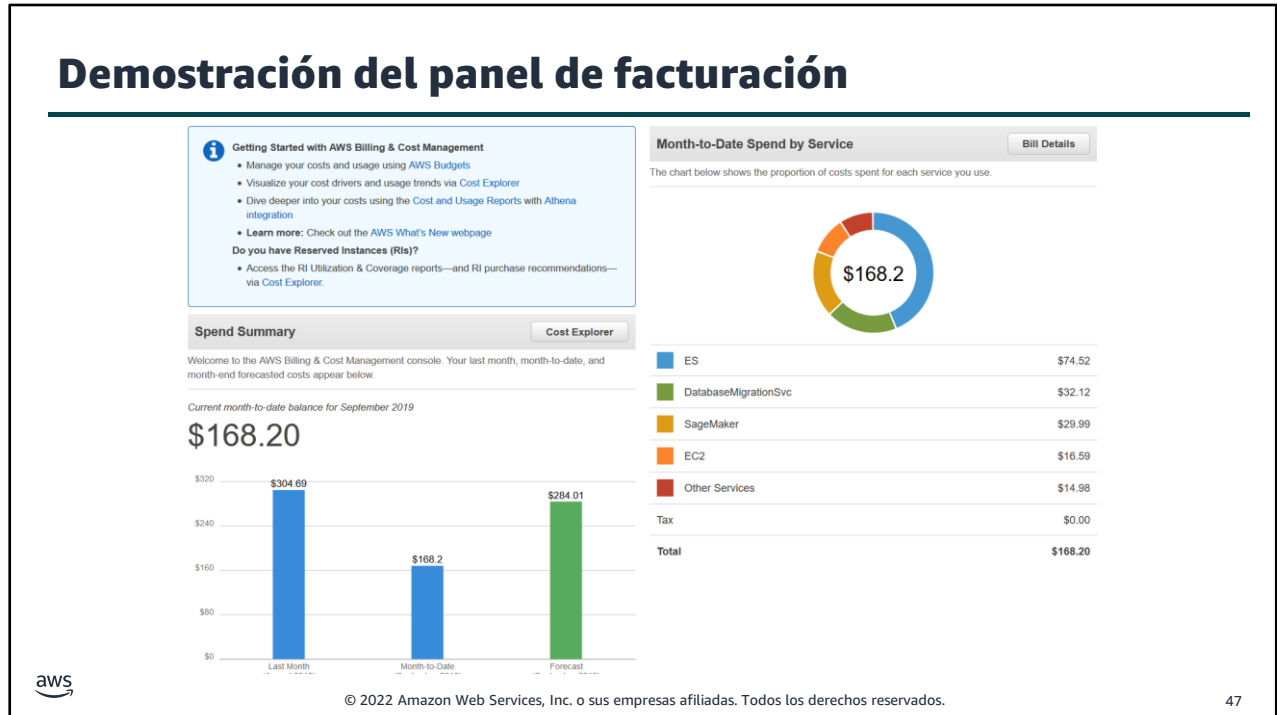 Demostración del panel de facturación
Getting Started with AWS Billing & Cost Management
• Manage your costs and usage using AWS Budgets
• Visualize your cost drivers and usage trends via Cost Explorer
• Dive deeper into your costs using the Cost and Usage Reports with Athena
integration
• Learn more: Check out the AWS What's New webpage
Do you have Reserved Instances (RIs)?
• Access the RI Utilization & Coverage reports—and RI purchase recommendations—
via Cost Explorer.
Spend Summary
Cost Explorer
Welcome to the AWS Billing & Cost Management console. Your last month, month-to-date, and
month-end forecasted costs appear below.
Current month-to-date balance for September 2019
$168.20
$320
$240
$160
$80
$0
$304.69
$168.2
$284.01
Last Month
Month-to-Date
Forecast
Month-to-Date Spend by Service
Bill Details
The chart below shows the proportion of costs spent for each service you use.
$168.2
ES $74.52
DatabaseMigrationSvc $32.12
SageMaker $29.99
EC2 $16.59
Other Services $14.98
Tax $0.00
Total $168.20
aws
© 2022 Amazon Web Services, Inc. o sus empresas afiliadas. Todos los derechos reservados.
47